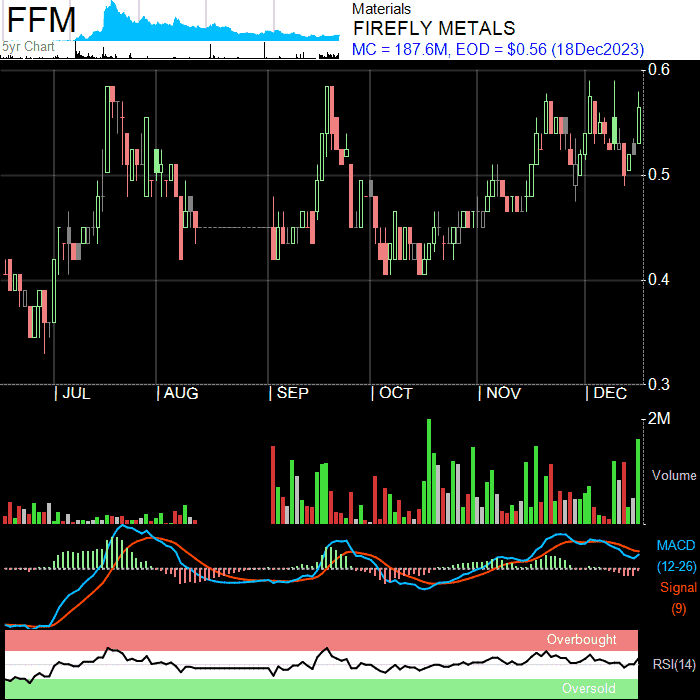 FFM
5yr Chart
Materials
FIREFLY METALS
MC = 187.6M, EOD = $0.56 (18Dec2023)
0.6
0.5
0.4
0.3
| JUL | AUG | SEP | OCT | NOV | DEC
2M
Volume
MACD
(12-26)
Signal
(9)
Overbought
RSI(14)
Oversold